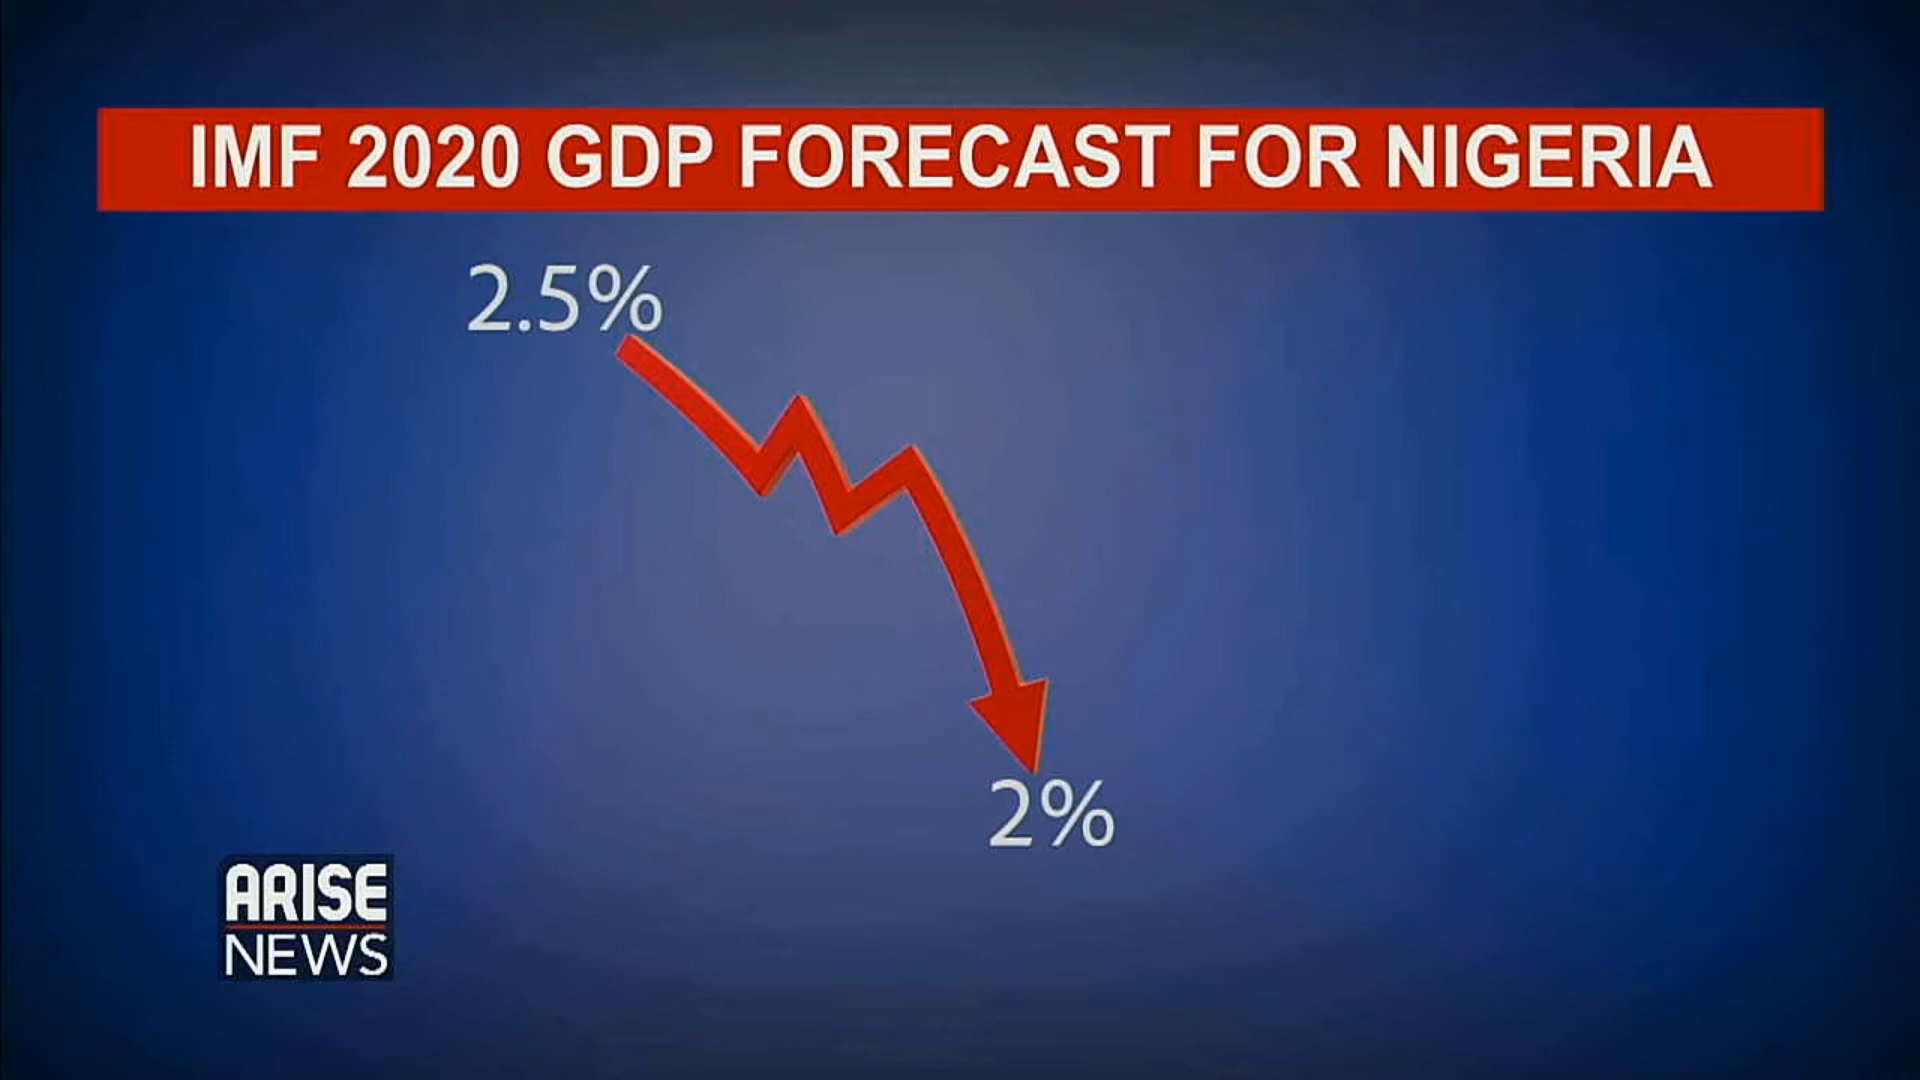 IMF 2020 GDP FORECAST FOR NIGERIA
2.5%
2%
ARISE
NEWS